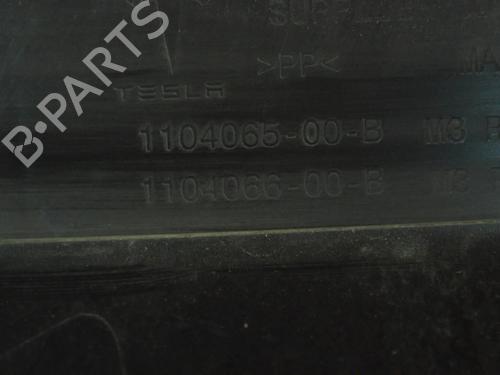 >PP<
TESLA
1104065-00-B M3
1104066-00-B M3
B-PARTS